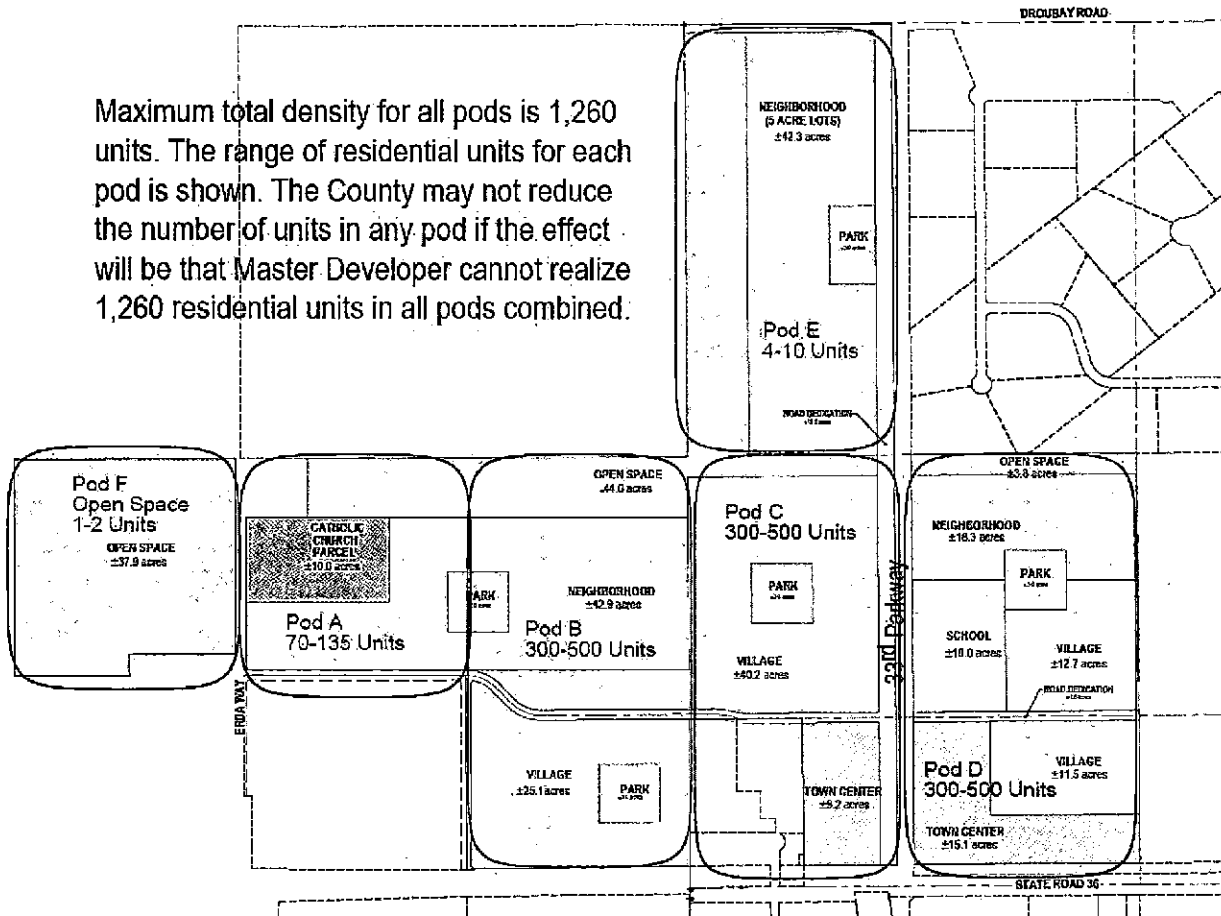 DROUBAY ROAD
Maximum total density for all pods is 1,260
units. The range of residential units for each
pod is shown. The County may not reduce
the number of units in any pod if the effect
will be that Master Developer cannot realize
1,260 residential units in all pods combined.
NEIGHBORHOOD
(5 ACRE LOTS)
±42.3 acres
PARK
Pod E
4-10 Units
ROAD DEDICATION
Pod F
Open Space
1-2 Units
OPEN SPACE
±37.9 acres
CATHOLIC
CHURCH
PARCEL
±10.0 acres
Pod A
70-135 Units
ERDA WAY
OPEN SPACE
PARK
NEIGHBORHOOD
±42.9 acres
Pod B
300-500 Units
VILLAGE
±25.1 acres
PARK
Pod C
300-500 Units
PARK
VILLAGE
±40.2 acres
TOWN CENTER
±9.2 acres
33rd Parkway
OPEN SPACE
±3.8 acres
NEIGHBORHOOD
±16.3 acres
PARK
SCHOOL
±10.0 acres
VILLAGE
±12.7 acres
ROAD DEDICATION
Pod D
300-500 Units
VILLAGE
±11.5 acres
TOWN CENTER
±15.1 acres
STATE ROAD 36